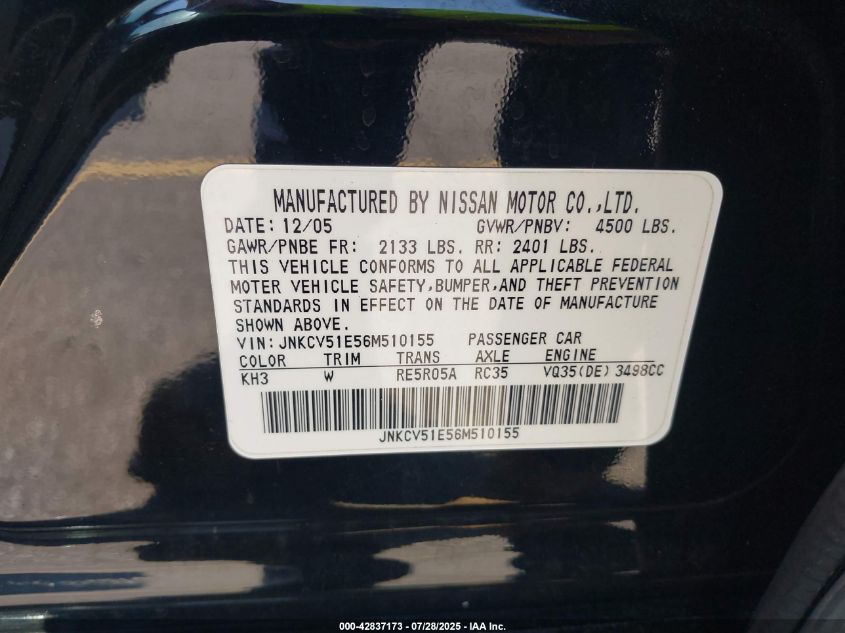 MANUFACTURED BY NISSAN MOTOR CO.,LTD.
DATE: 12/05 GVWR/PNBV: 4500 LBS.
GAWR/PNBE FR: 2133 LBS. RR: 2401 LBS.
THIS VEHICLE CONFORMS TO ALL APPLICABLE FEDERAL
MOTOR VEHICLE SAFETY,BUMPER,AND THEFT PREVENTION
STANDARDS IN EFFECT ON THE DATE OF MANUFACTURE
SHOWN ABOVE.
VIN: JNKCV51E56M510155 PASSENGER CAR
COLOR TRIM TRANS AXLE ENGINE
KH3 W RE5R05A RC35 VQ35(DE) 3498CC
JNKCV51E56M510155
000-42837173 | 07/28/2025 - IAA Inc.